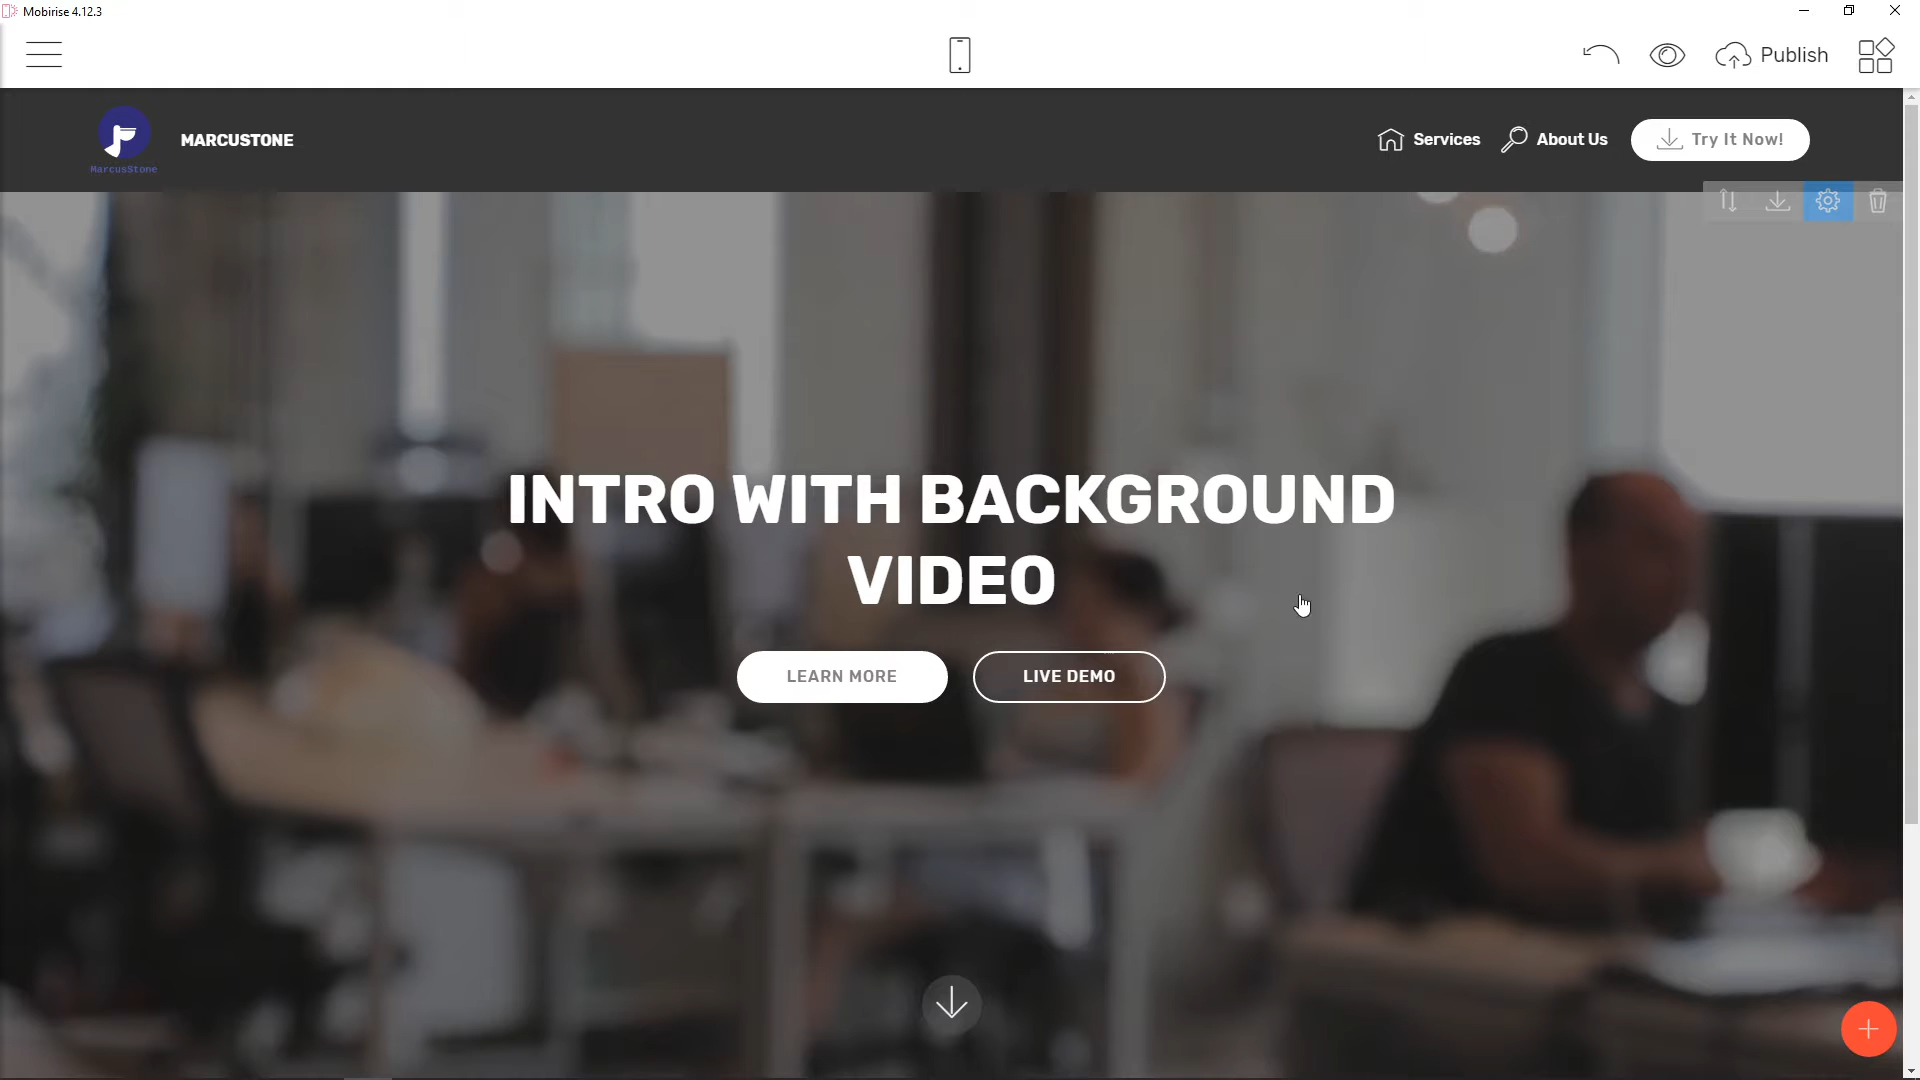 Mobirise 4.12.3
Publish
MarcusStone
MARCUSTONE
Services
About Us
Try It Now!
INTRO WITH BACKGROUND
VIDEO
LEARN MORE
LIVE DEMO